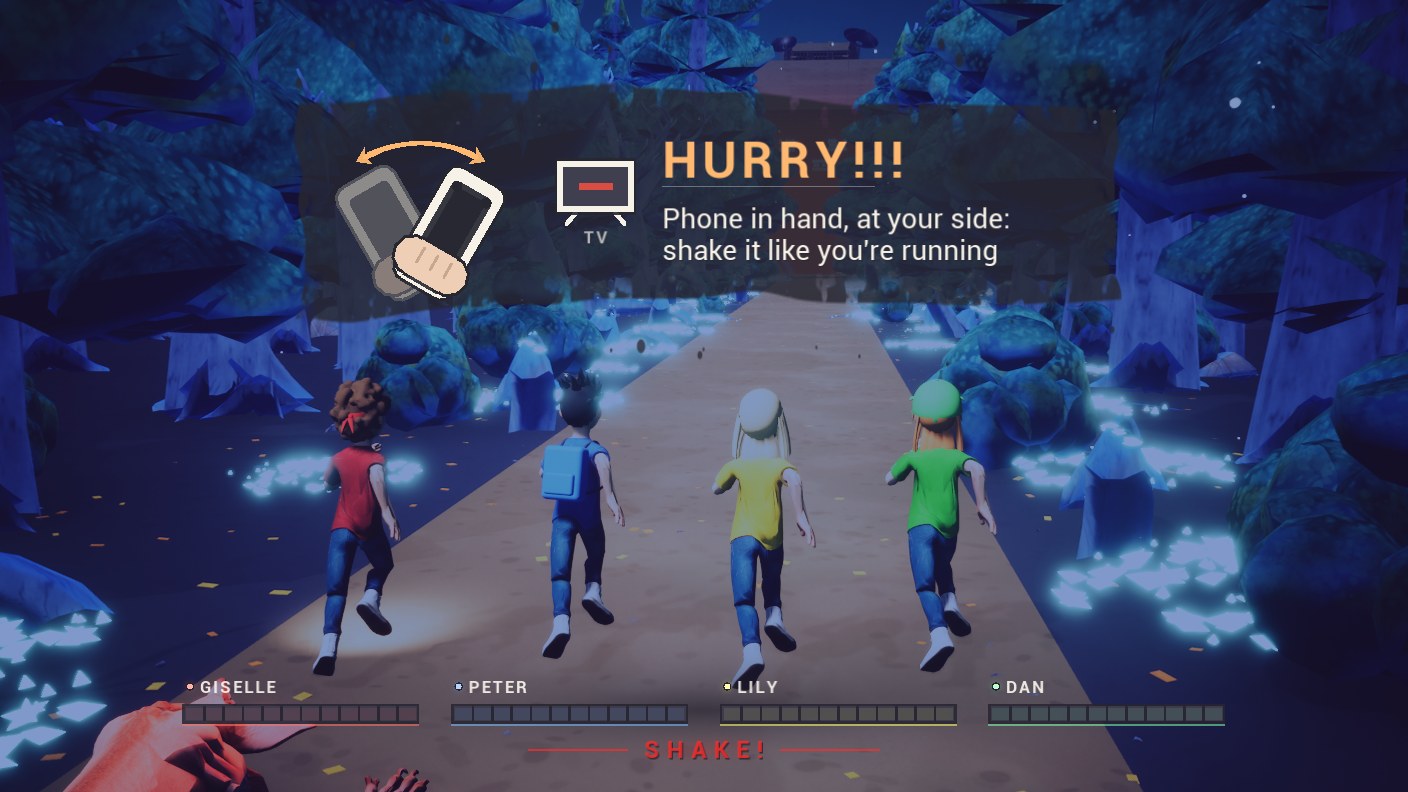 HURRY!!!
TV
Phone in hand, at your side:
shake it like you're running
GISELLE
PETER
LILY
DAN
SHAKE!